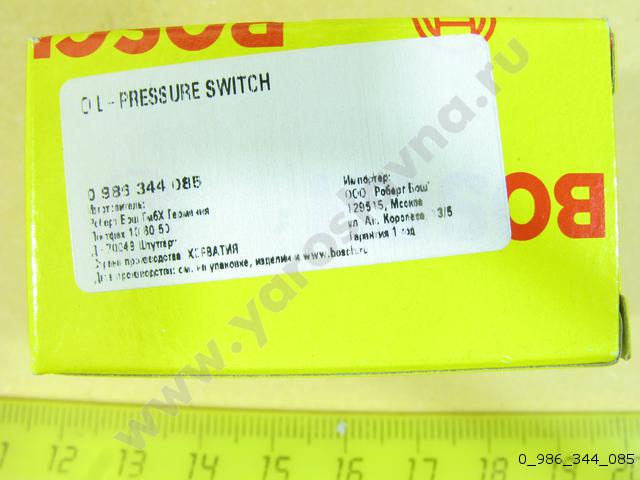 BOSCH
OIL - PRESSURE SWITCH
0 986 344 085
Изготовитель:
Роберт Бош ГмбХ Германия
Постфах 10 60 50
Д - 70049 Штуттгарт
Страна производства: ХОРВАТИЯ
Дата производства: см. на упаковке, изделии и www.bosch.ru
Импортер:
ООО "Роберт Бош"
129515, Москва
ул. Ак. Королева, 13/5
Гарантия 1 год
BO
www.yaroslavna.ru
11 12 13 14 15 16 17 18 19
0_986_344_085